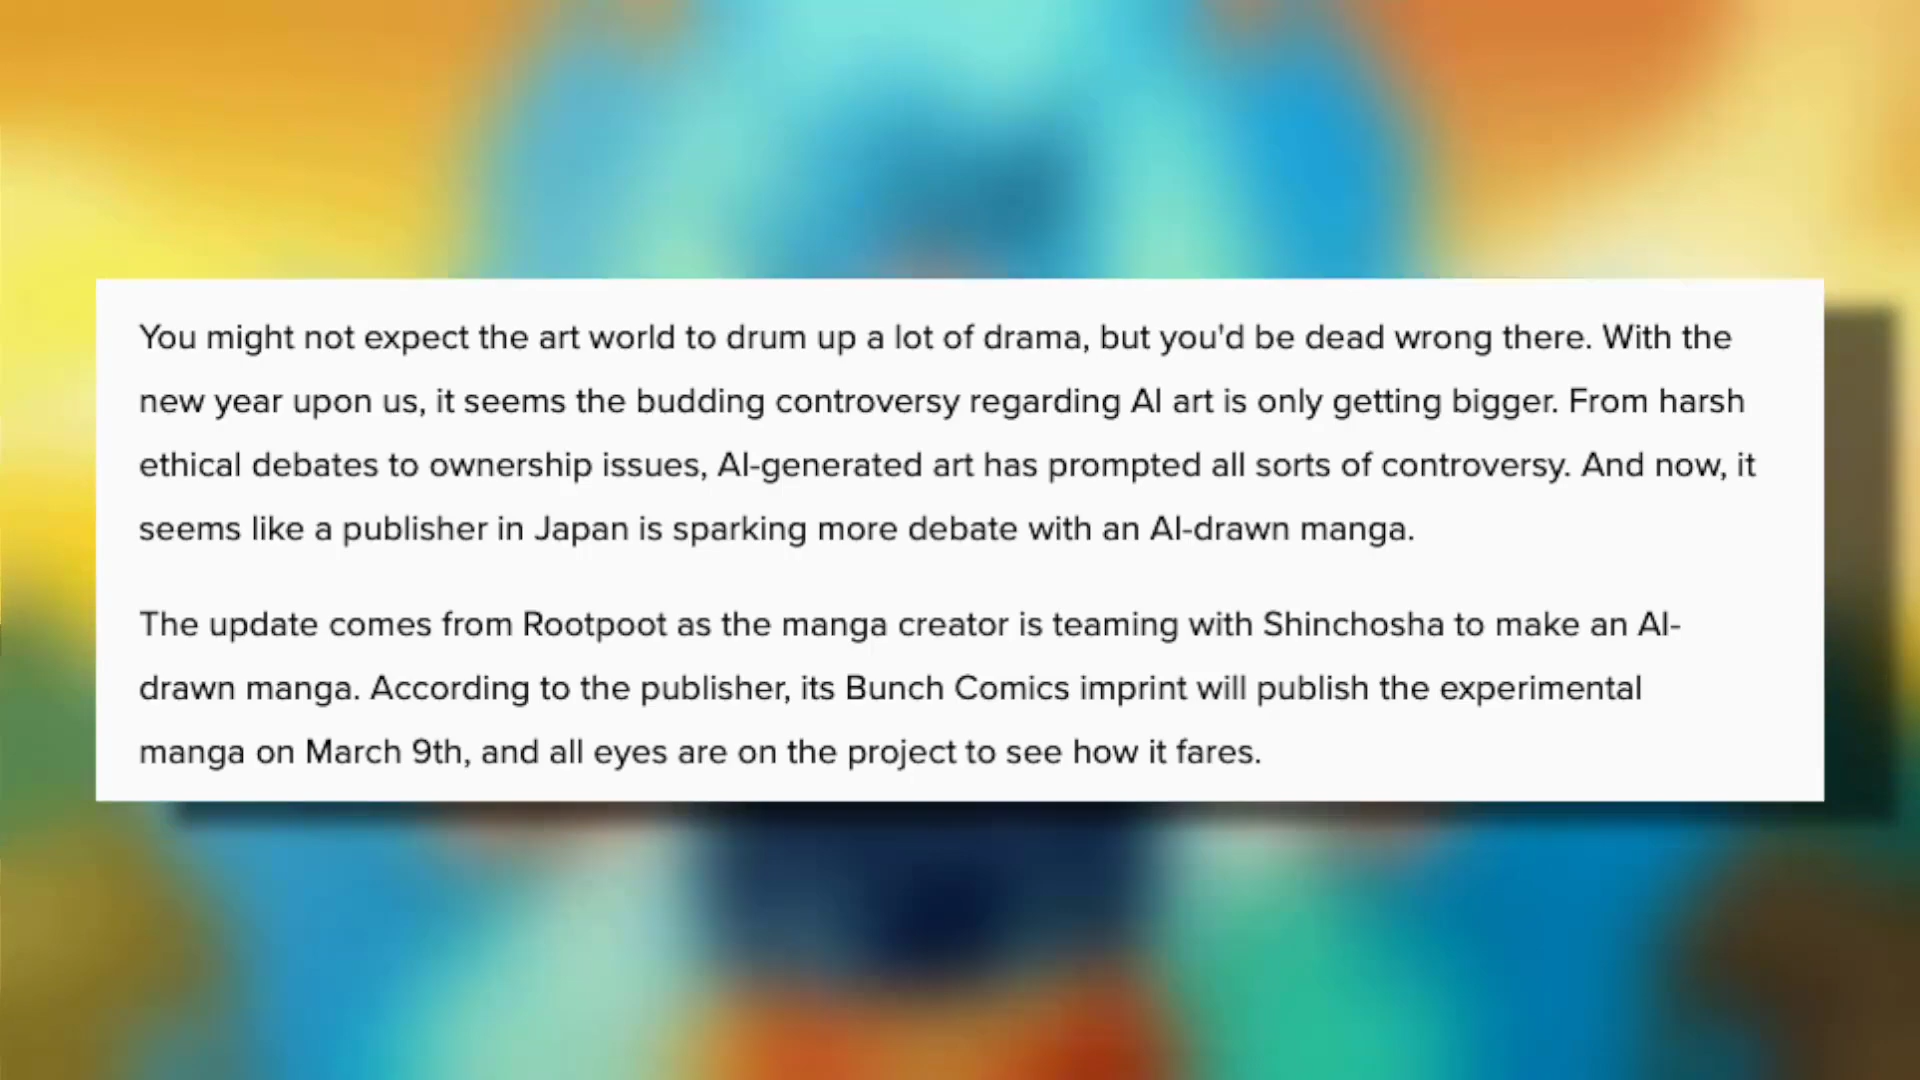 You might not expect the art world to drum up a lot of drama, but you'd be dead wrong there. With the
new year upon us, it seems the budding controversy regarding AI art is only getting bigger. From harsh
ethical debates to ownership issues, AI-generated art has prompted all sorts of controversy. And now, it
seems like a publisher in Japan is sparking more debate with an AI-drawn manga.
The update comes from Rootpoot as the manga creator is teaming with Shinchosha to make an AI-
drawn manga. According to the publisher, its Bunch Comics imprint will publish the experimental
manga on March 9th, and all eyes are on the project to see how it fares.